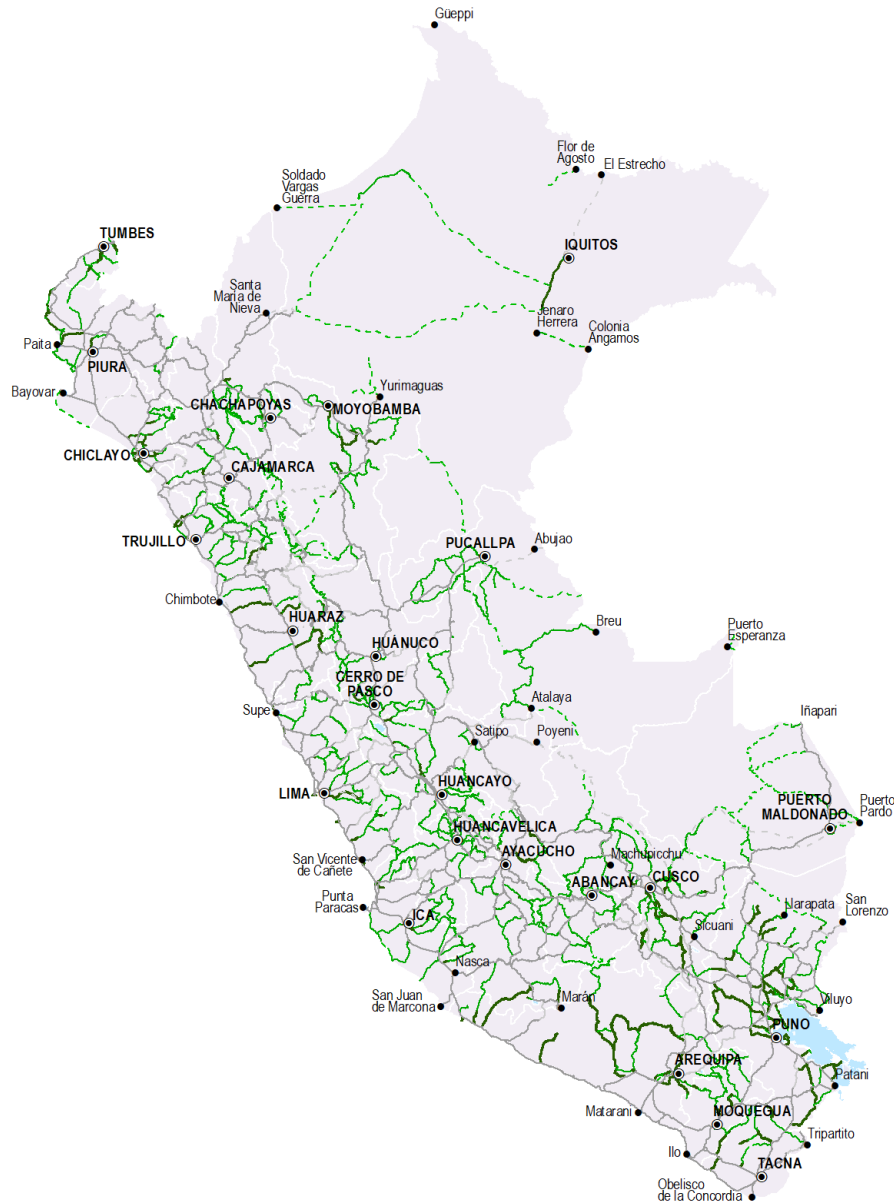 Güeppi
Flor de
Agosto
El Estrecho
Soldado
Vargas
Guerra
TUMBES
IQUITOS
Santa
María de
Nieva
Jenaro
Herrera
Colonia
Angamos
Paita
PIURA
Bayovar
Yurimaguas
CHACHAPOYAS
MOYOBAMBA
CHICLAYO
CAJAMARCA
TRUJILLO
PUCALLPA
Abujao
Chimbote
HUARAZ
Breu
Puerto
Esperanza
HUÁNUCO
CERRO DE
PASCO
Supe
Atalaya
Iñapari
Satipo
Poyeni
LIMA
HUANCAYO
PUERTO
MALDONADO
Puerto
Pardo
HUANCAVELICA
AYACUCHO
San Vicente
de Cañete
Machupicchu
ABANCAY
CUSCO
Punta
Paracas
ICA
Uarapata
San
Lorenzo
Sicuani
Nasca
San Juan
de Marcona
Marán
Viluyo
PUNO
AREQUIPA
Patani
Matarani
MOQUEGUA
Tripartito
Ilo
TACNA
Obelisco
de la Concordia